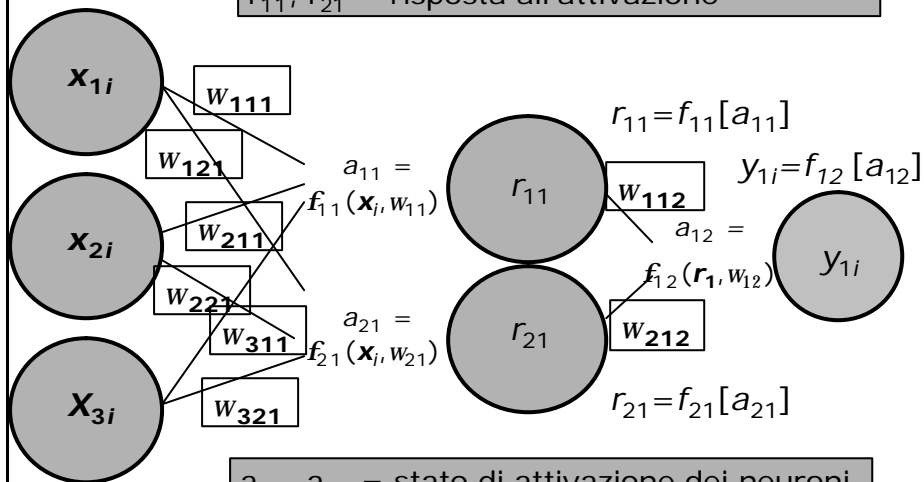 r11, r21 = risposta all'attivazione
x1i
w111
w121
x2i
w211
w221
w311
X3i
w321
a11 =
f11(xi,w11)
a21 =
f21(xi,w21)
r11
r21
r11=f11[a11]
w112
a12 =
f12(r1,w12)
w212
r21=f21[a21]
y1i=f12 [a12]
y1i
= stato di attivazione dei neuroni